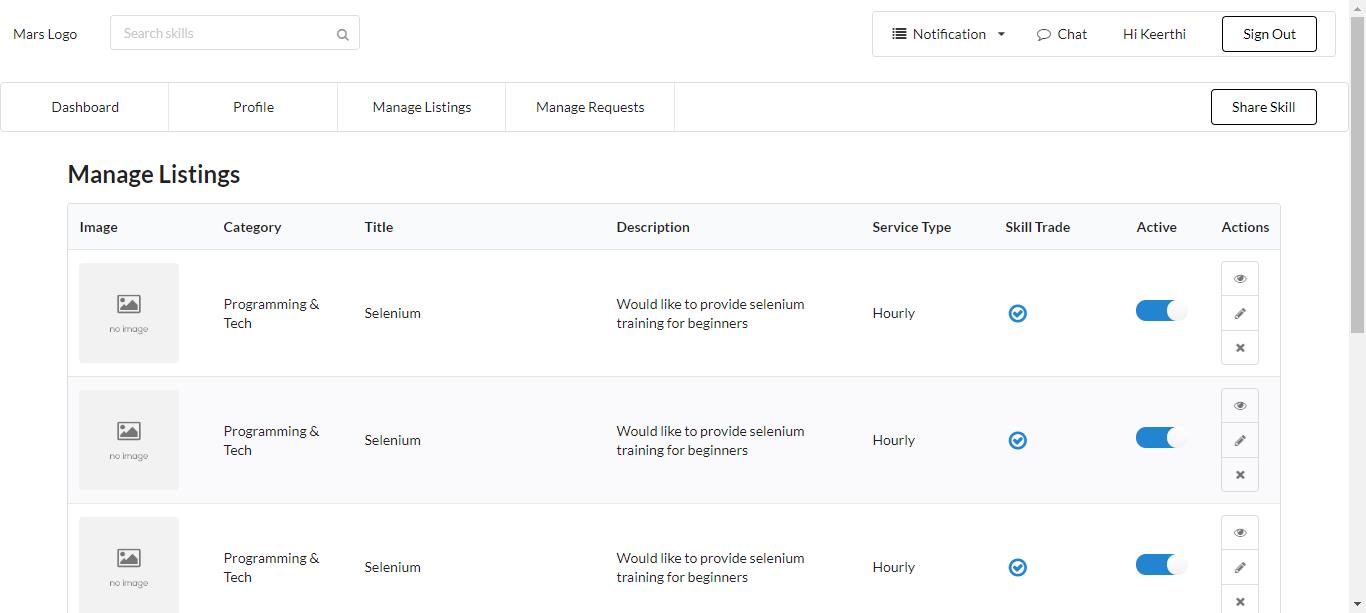 Mars Logo
Search skills
Notification
Chat
Hi Keerthi
Sign Out
Dashboard
Profile
Manage Listings
Manage Requests
Share Skill
Manage Listings
Image
Category
Title
Description
Service Type
Skill Trade
Active
Actions
no image
Programming &
Tech
Selenium
Would like to provide selenium
training for beginners
Hourly
no image
Programming &
Tech
Selenium
Would like to provide selenium
training for beginners
Hourly
no image
Programming &
Tech
Selenium
Would like to provide selenium
training for beginners
Hourly